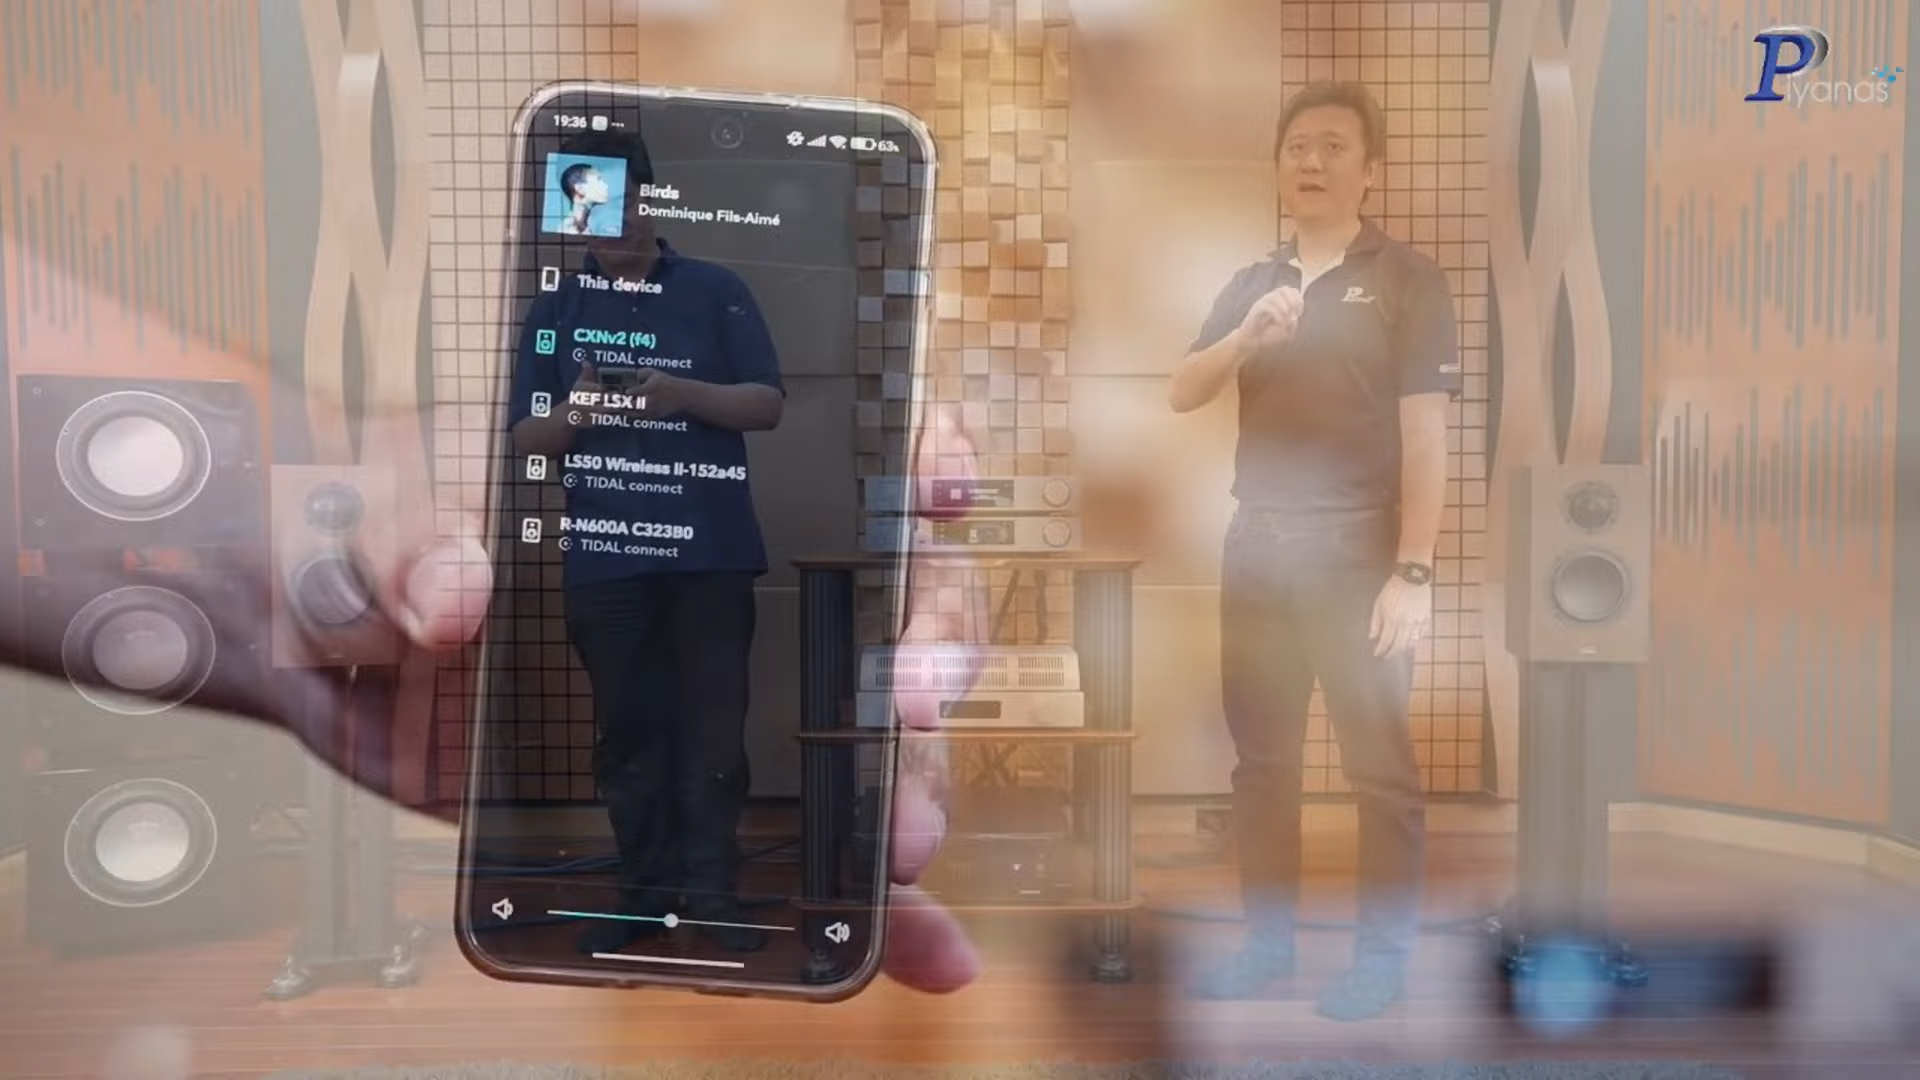 Piyanas
19:36
63%
Birds
Dominique Fils-Aimé
This device
CXNv2 (f4)
TIDAL connect
KEF LSX II
TIDAL connect
LS50 Wireless II-152a45
TIDAL connect
R-N600A C323B0
TIDAL connect